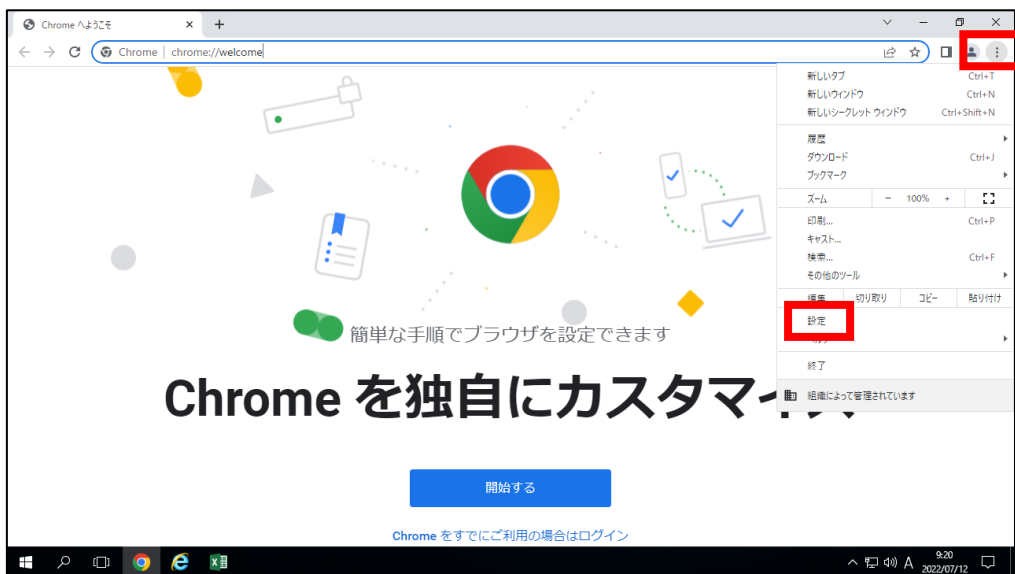 Chrome へようこそ
Chrome | chrome://welcome
新しいタブ Ctrl+T
新しいウィンドウ Ctrl+N
新しいシークレット ウィンドウ Ctrl+Shift+N
履歴
ダウンロード Ctrl+J
ブックマーク
ズーム - 100% +
印刷... Ctrl+P
キャスト...
検索... Ctrl+F
その他のツール
編集 切り取り コピー 貼り付け
設定
終了
組織によって管理されています
簡単な手順でブラウザを設定できます
Chrome を独自にカスタマイズ
開始する
Chrome をすでにご利用の場合はログイン
A
9:20
2022/07/12